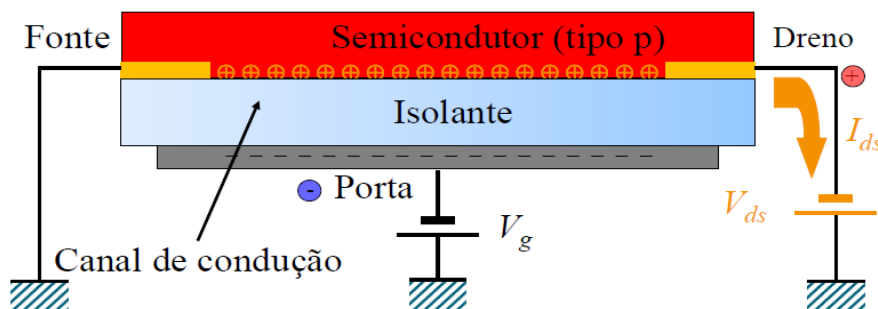 Fonte
Semicondutor (tipo p)
Dreno
+
Isolante
I_ds
- Porta
V_ds
V_g
Canal de condução